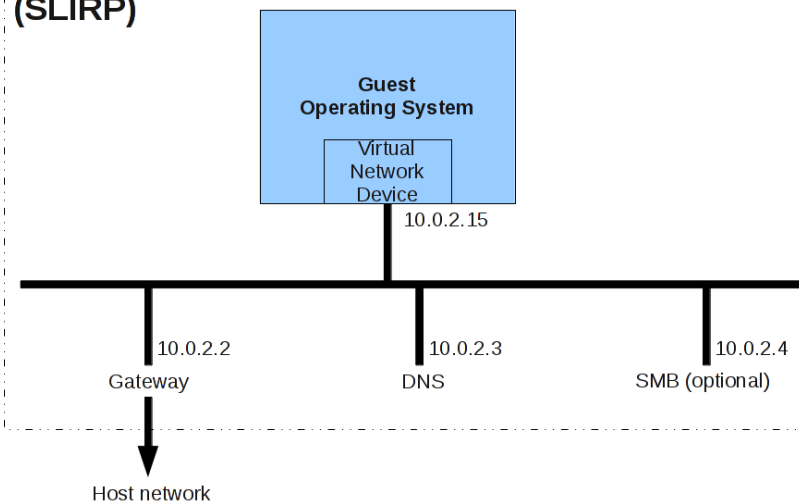 (SLIRP)
Guest
Operating System
Virtual
Network
Device
10.0.2.15
10.0.2.2
10.0.2.3
10.0.2.4
Gateway
DNS
SMB (optional)
Host network